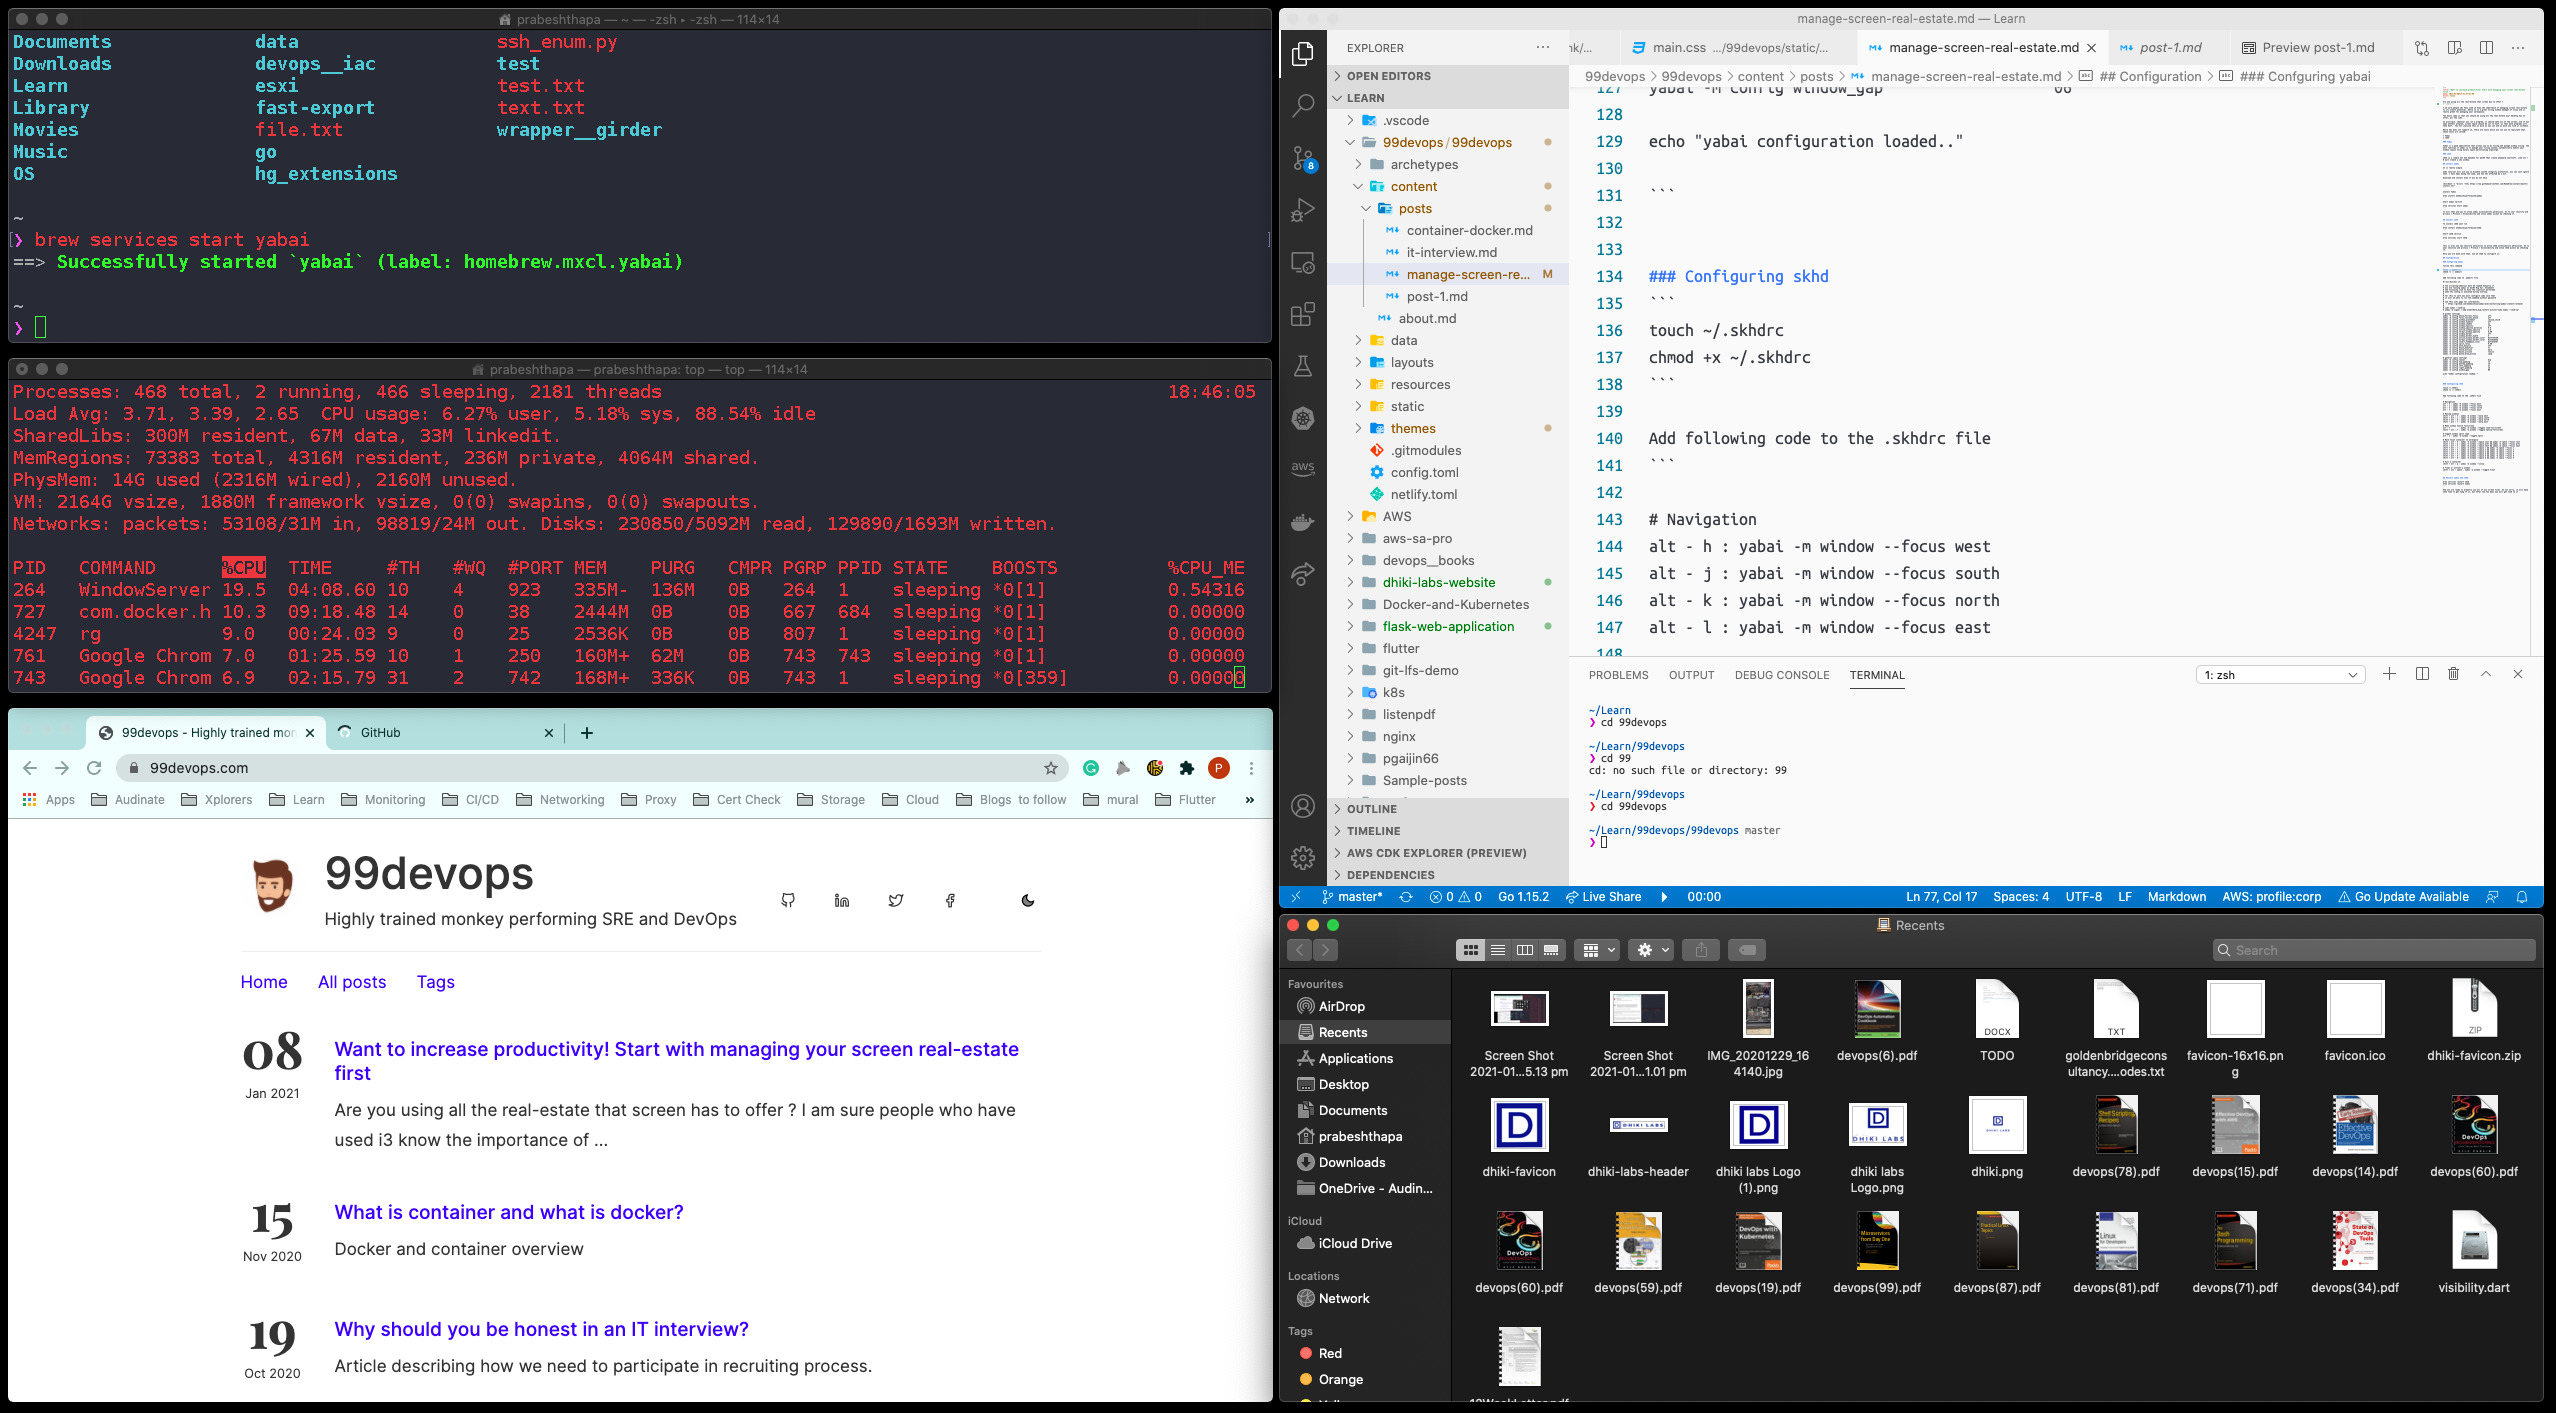 prabeshthapa — ~ — -zsh ▸ -zsh — 114×14
Documents data ssh_enum.py
Downloads devops__iac test
Learn esxi test.txt
Library fast-export text.txt
Movies file.txt wrapper__girder
Music go
OS hg_extensions
~
❯ brew services start yabai
==> Successfully started `yabai` (label: homebrew.mxcl.yabai)
~
❯
prabeshthapa — prabeshthapa: top — top — 114×14
Processes: 468 total, 2 running, 466 sleeping, 2181 threads 18:46:05
Load Avg: 3.71, 3.39, 2.65 CPU usage: 6.27% user, 5.18% sys, 88.54% idle
SharedLibs: 300M resident, 67M data, 33M linkedit.
MemRegions: 73383 total, 4316M resident, 236M private, 4064M shared.
PhysMem: 14G used (2316M wired), 2160M unused.
VM: 2164G vsize, 1880M framework vsize, 0(0) swapins, 0(0) swapouts.
Networks: packets: 53108/31M in, 98819/24M out. Disks: 230850/5092M read, 129890/1693M written.
PID COMMAND %CPU TIME #TH #WQ #PORT MEM PURG CMPR PGRP PPID STATE BOOSTS %CPU_ME
264 WindowServer 19.5 04:08.60 10 4 923 335M- 136M 0B 264 1 sleeping *0[1] 0.54316
727 com.docker.h 10.3 09:18.48 14 0 38 2444M 0B 0B 667 684 sleeping *0[1] 0.00000
4247 rg 9.0 00:24.03 9 0 25 2536K 0B 0B 807 1 sleeping *0[1] 0.00000
761 Google Chrom 7.0 01:25.59 10 1 250 160M+ 62M 0B 743 743 sleeping *0[1] 0.00000
743 Google Chrom 6.9 02:15.79 31 2 742 168M+ 336K 0B 743 1 sleeping *0[359] 0.00000
99devops - Highly trained mon GitHub
99devops.com P
Apps Audinate Xplorers Learn Monitoring CI/CD Networking Proxy Cert Check Storage Cloud Blogs to follow mural Flutter »
99devops
Highly trained monkey performing SRE and DevOps
Home All posts Tags
08
Jan 2021
Want to increase productivity! Start with managing your screen real-estate
first
Are you using all the real-estate that screen has to offer ? I am sure people who have
used i3 know the importance of ...
15
Nov 2020
What is container and what is docker?
Docker and container overview
19
Oct 2020
Why should you be honest in an IT interview?
Article describing how we need to participate in recruiting process.
manage-screen-real-estate.md — Learn
EXPLORER ···
nk/... main.css .../99devops/static/... manage-screen-real-estate.md post-1.md Preview post-1.md
99devops > 99devops > content > posts > manage-screen-real-estate.md > ## Configuration > ### Confguring yabai
8
OPEN EDITORS
LEARN
.vscode
99devops / 99devops
archetypes
content
posts
container-docker.md
it-interview.md
manage-screen-re... M
post-1.md
about.md
data
layouts
resources
static
themes
.gitmodules
config.toml
netlify.toml
AWS
aws-sa-pro
devops__books
dhiki-labs-website
Docker-and-Kubernetes
flask-web-application
flutter
git-lfs-demo
k8s
listenpdf
nginx
pgaijin66
Sample-posts
OUTLINE
TIMELINE
AWS CDK EXPLORER (PREVIEW)
DEPENDENCIES
aws
127 yabai -m config window_gap 06
128
129 echo "yabai configuration loaded.."
130
131 ```
132
133
134 ### Configuring skhd
135 ```
136 touch ~/.skhdrc
137 chmod +x ~/.skhdrc
138 ```
139
140 Add following code to the .skhdrc file
141 ```
142
143 # Navigation
144 alt - h : yabai -m window --focus west
145 alt - j : yabai -m window --focus south
146 alt - k : yabai -m window --focus north
147 alt - l : yabai -m window --focus east
148
PROBLEMS OUTPUT DEBUG CONSOLE TERMINAL 1: zsh
~/Learn
❯ cd 99devops
~/Learn/99devops
❯ cd 99
cd: no such file or directory: 99
~/Learn/99devops
❯ cd 99devops
~/Learn/99devops/99devops master
❯
master* 0 0 Go 1.15.2 Live Share 00:00 Ln 77, Col 17 Spaces: 4 UTF-8 LF Markdown AWS: profile:corp Go Update Available
Recents
Search
Favourites
AirDrop
Recents
Applications
Desktop
Documents
prabeshthapa
Downloads
OneDrive - Audin...
iCloud
iCloud Drive
Locations
Network
Tags
Red
Orange
DOCX TXT ZIP
Screen Shot
2021-01...5.13 pm
Screen Shot
2021-01...1.01 pm
IMG_20201229_16
4140.jpg
devops(6).pdf
TODO
goldenbridgecons
ultancy....odes.txt
favicon-16x16.pn
g
favicon.ico
dhiki-favicon.zip
dhiki-favicon
dhiki-labs-header
dhiki labs Logo
(1).png
dhiki labs
Logo.png
dhiki.png
devops(78).pdf
devops(15).pdf
devops(14).pdf
devops(60).pdf
devops(60).pdf
devops(59).pdf
devops(19).pdf
devops(99).pdf
devops(87).pdf
devops(81).pdf
devops(71).pdf
devops(34).pdf
visibility.dart